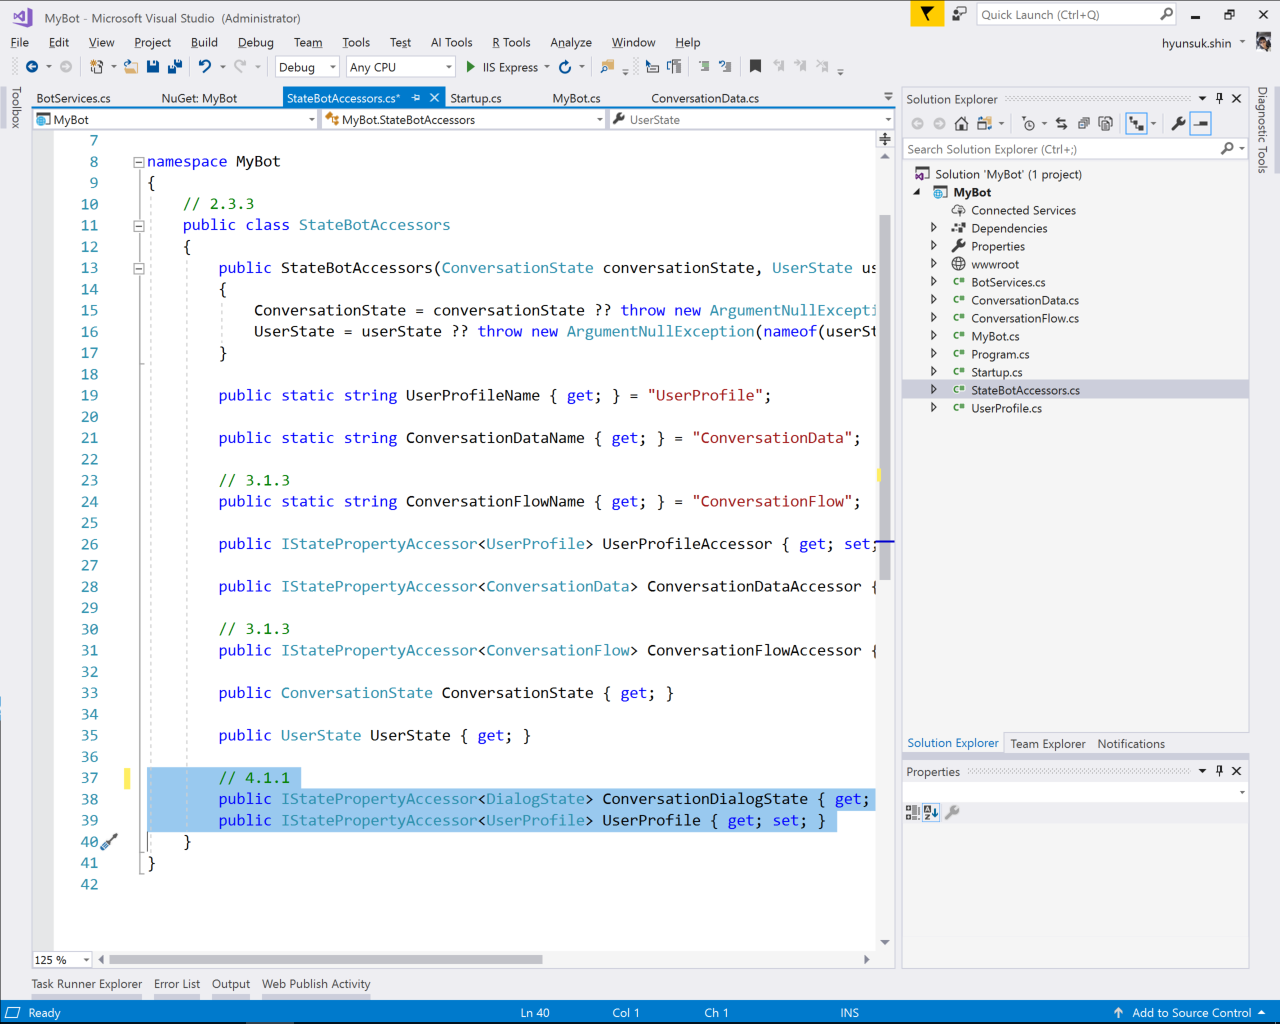 MyBot - Microsoft Visual Studio (Administrator)
Quick Launch (Ctrl+Q)
File Edit View Project Build Debug Team Tools Test AI Tools R Tools Analyze Window Help
hyunsuk.shin
Debug Any CPU IIS Express
Toolbox
BotServices.cs NuGet: MyBot StateBotAccessors.cs* Startup.cs MyBot.cs ConversationData.cs
MyBot MyBot.StateBotAccessors UserState
7
8 namespace MyBot
9 {
10 // 2.3.3
11 public class StateBotAccessors
12 {
13 public StateBotAccessors(ConversationState conversationState, UserState us
14 {
15 ConversationState = conversationState ?? throw new ArgumentNullExcepti
16 UserState = userState ?? throw new ArgumentNullException(nameof(userSt
17 }
18
19 public static string UserProfileName { get; } = "UserProfile";
20
21 public static string ConversationDataName { get; } = "ConversationData";
22
23 // 3.1.3
24 public static string ConversationFlowName { get; } = "ConversationFlow";
25
26 public IStatePropertyAccessor<UserProfile> UserProfileAccessor { get; set;
27
28 public IStatePropertyAccessor<ConversationData> ConversationDataAccessor {
29
30 // 3.1.3
31 public IStatePropertyAccessor<ConversationFlow> ConversationFlowAccessor {
32
33 public ConversationState ConversationState { get; }
34
35 public UserState UserState { get; }
36
37 // 4.1.1
38 public IStatePropertyAccessor<DialogState> ConversationDialogState { get;
39 public IStatePropertyAccessor<UserProfile> UserProfile { get; set; }
40 }
41 }
42
125 %
Solution Explorer
Search Solution Explorer (Ctrl+;)
Solution 'MyBot' (1 project)
MyBot
Connected Services
Dependencies
Properties
wwwroot
C# BotServices.cs
C# ConversationData.cs
C# ConversationFlow.cs
C# MyBot.cs
C# Program.cs
C# Startup.cs
C# StateBotAccessors.cs
C# UserProfile.cs
Solution Explorer Team Explorer Notifications
Properties
Diagnostic Tools
Task Runner Explorer Error List Output Web Publish Activity
Ready Ln 40 Col 1 Ch 1 INS Add to Source Control